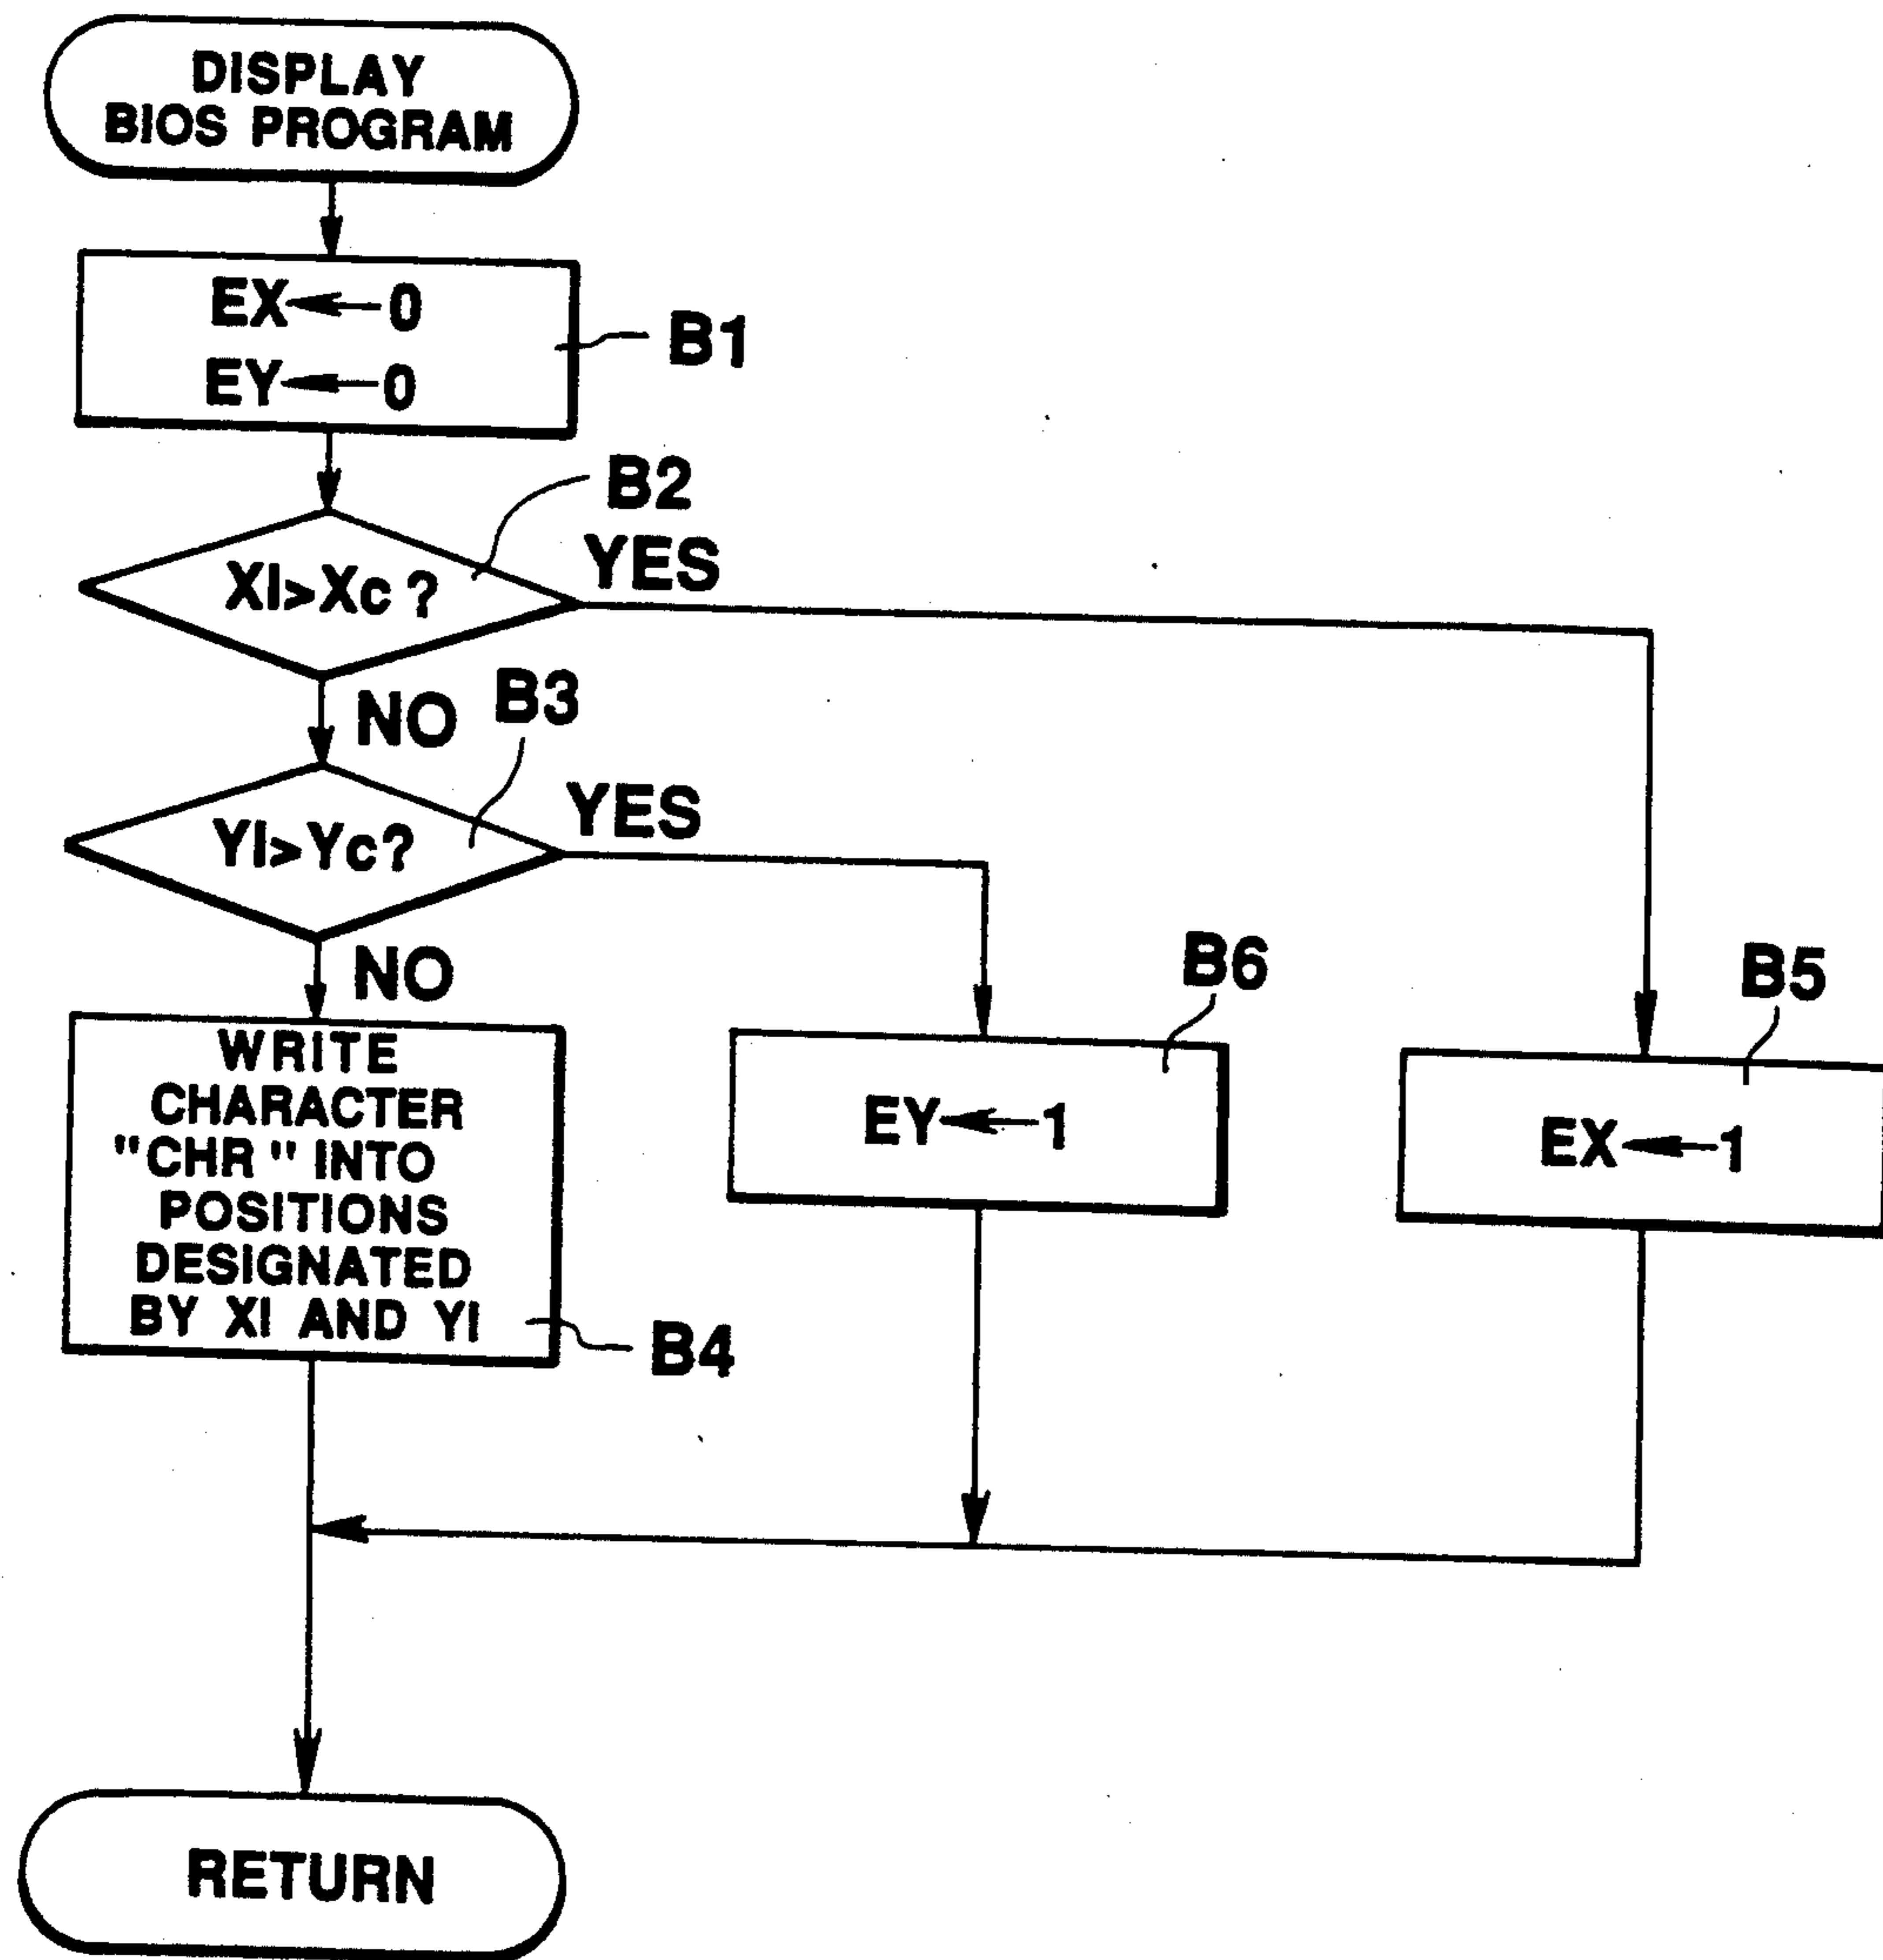 DISPLAY
BIOS PROGRAM
EX←0
EY←0
B1
B2
XI>Xc ?
YES
NO
B3
YI>Yc?
YES
NO
WRITE
CHARACTER
"CHR" INTO
POSITIONS
DESIGNATED
BY XI AND YI
B4
B6
EY←1
B5
EX←1
RETURN